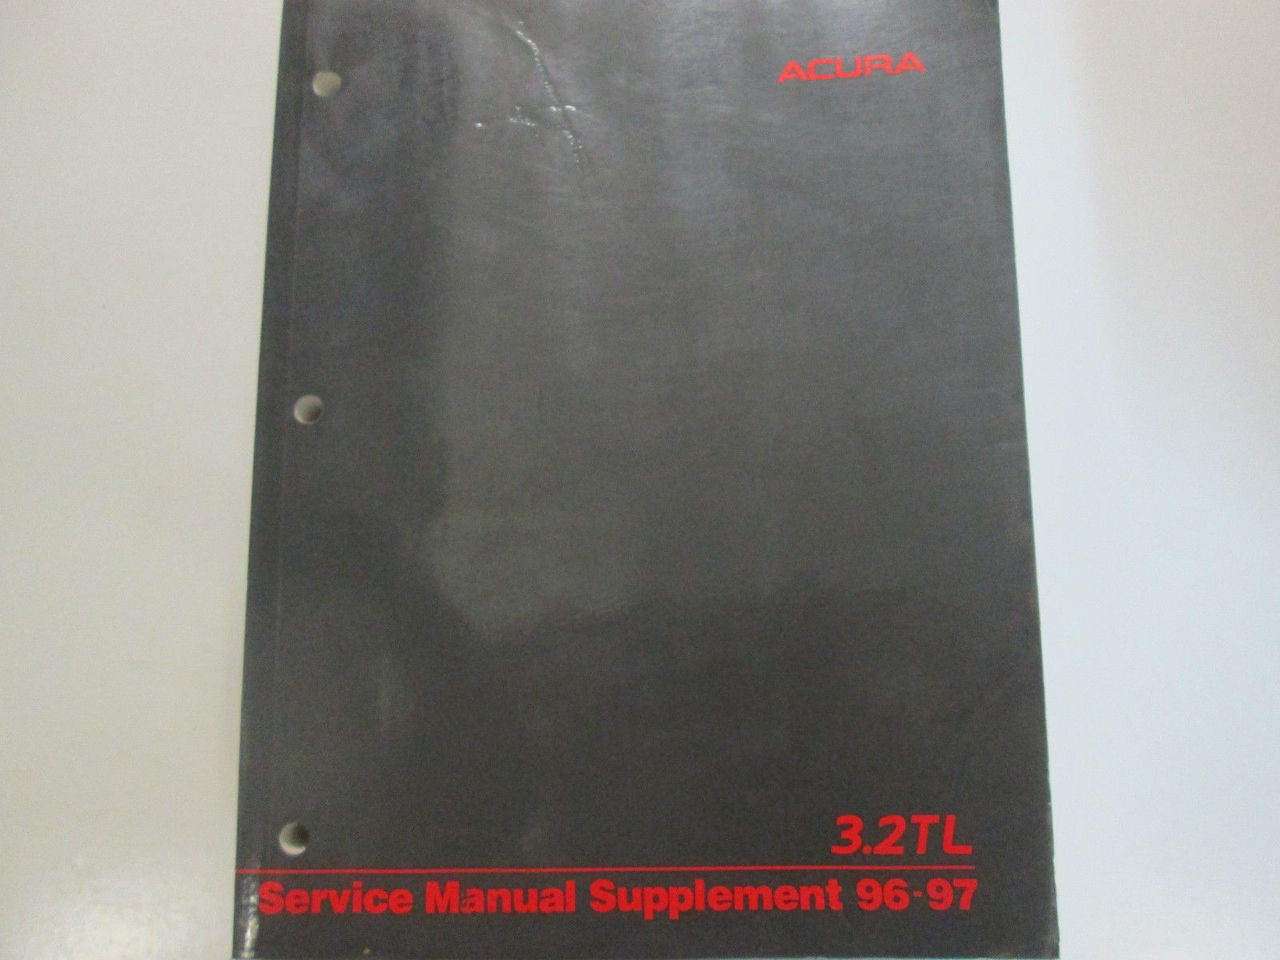 ACURA
3.2TL
Service Manual Supplement 96-97